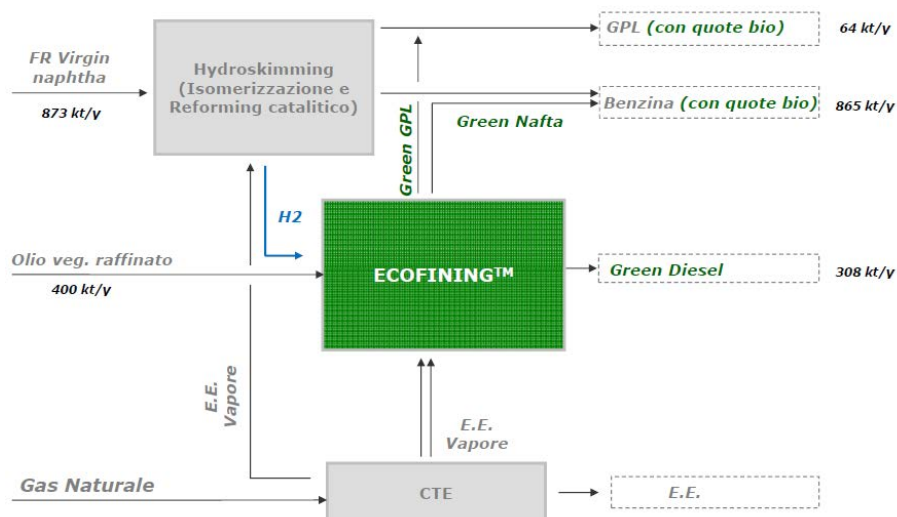 GPL (con quote bio)
64 kt/y
FR Virgin
naphtha
873 kt/y
Hydroskimming
(Isomerizzazione e
Reforming catalitico)
Benzina (con quote bio)
865 kt/y
Green GPL
Green Nafta
H2
Olio veg. raffinato
400 kt/y
ECOFINING™
Green Diesel
308 kt/y
E.E.
Vapore
E.E.
Vapore
Gas Naturale
CTE
E.E.